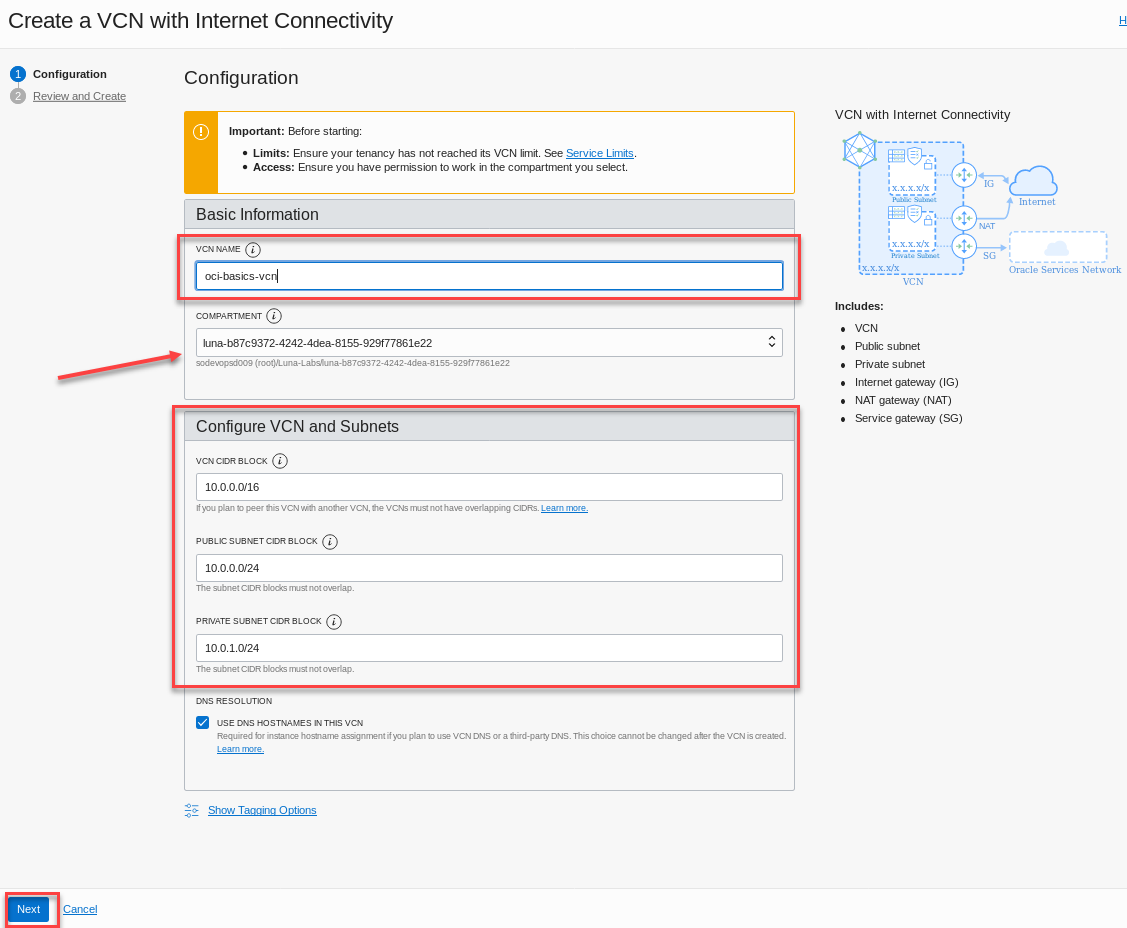 Create a VCN with Internet Connectivity
H
1 Configuration
2 Review and Create
Configuration
Important: Before starting:
• Limits: Ensure your tenancy has not reached its VCN limit. See Service Limits.
• Access: Ensure you have permission to work in the compartment you select.
Basic Information
VCN NAME i
oci-basics-vcn
COMPARTMENT i
luna-b87c9372-4242-4dea-8155-929f77861e22
sodevopsd009 (root)/Luna-Labs/luna-b87c9372-4242-4dea-8155-929f77861e22
Configure VCN and Subnets
VCN CIDR BLOCK i
10.0.0.0/16
If you plan to peer this VCN with another VCN, the VCNs must not have overlapping CIDRs. Learn more.
PUBLIC SUBNET CIDR BLOCK i
10.0.0.0/24
The subnet CIDR blocks must not overlap.
PRIVATE SUBNET CIDR BLOCK i
10.0.1.0/24
The subnet CIDR blocks must not overlap.
DNS RESOLUTION
USE DNS HOSTNAMES IN THIS VCN
Required for instance hostname assignment if you plan to use VCN DNS or a third-party DNS. This choice cannot be changed after the VCN is created.
Learn more.
Show Tagging Options
VCN with Internet Connectivity
x.x.x.x/x
Public Subnet
IG
Internet
NAT
x.x.x.x/x
Private Subnet
SG
x.x.x.x/x
VCN
Oracle Services Network
Includes:
• VCN
• Public subnet
• Private subnet
• Internet gateway (IG)
• NAT gateway (NAT)
• Service gateway (SG)
Next
Cancel